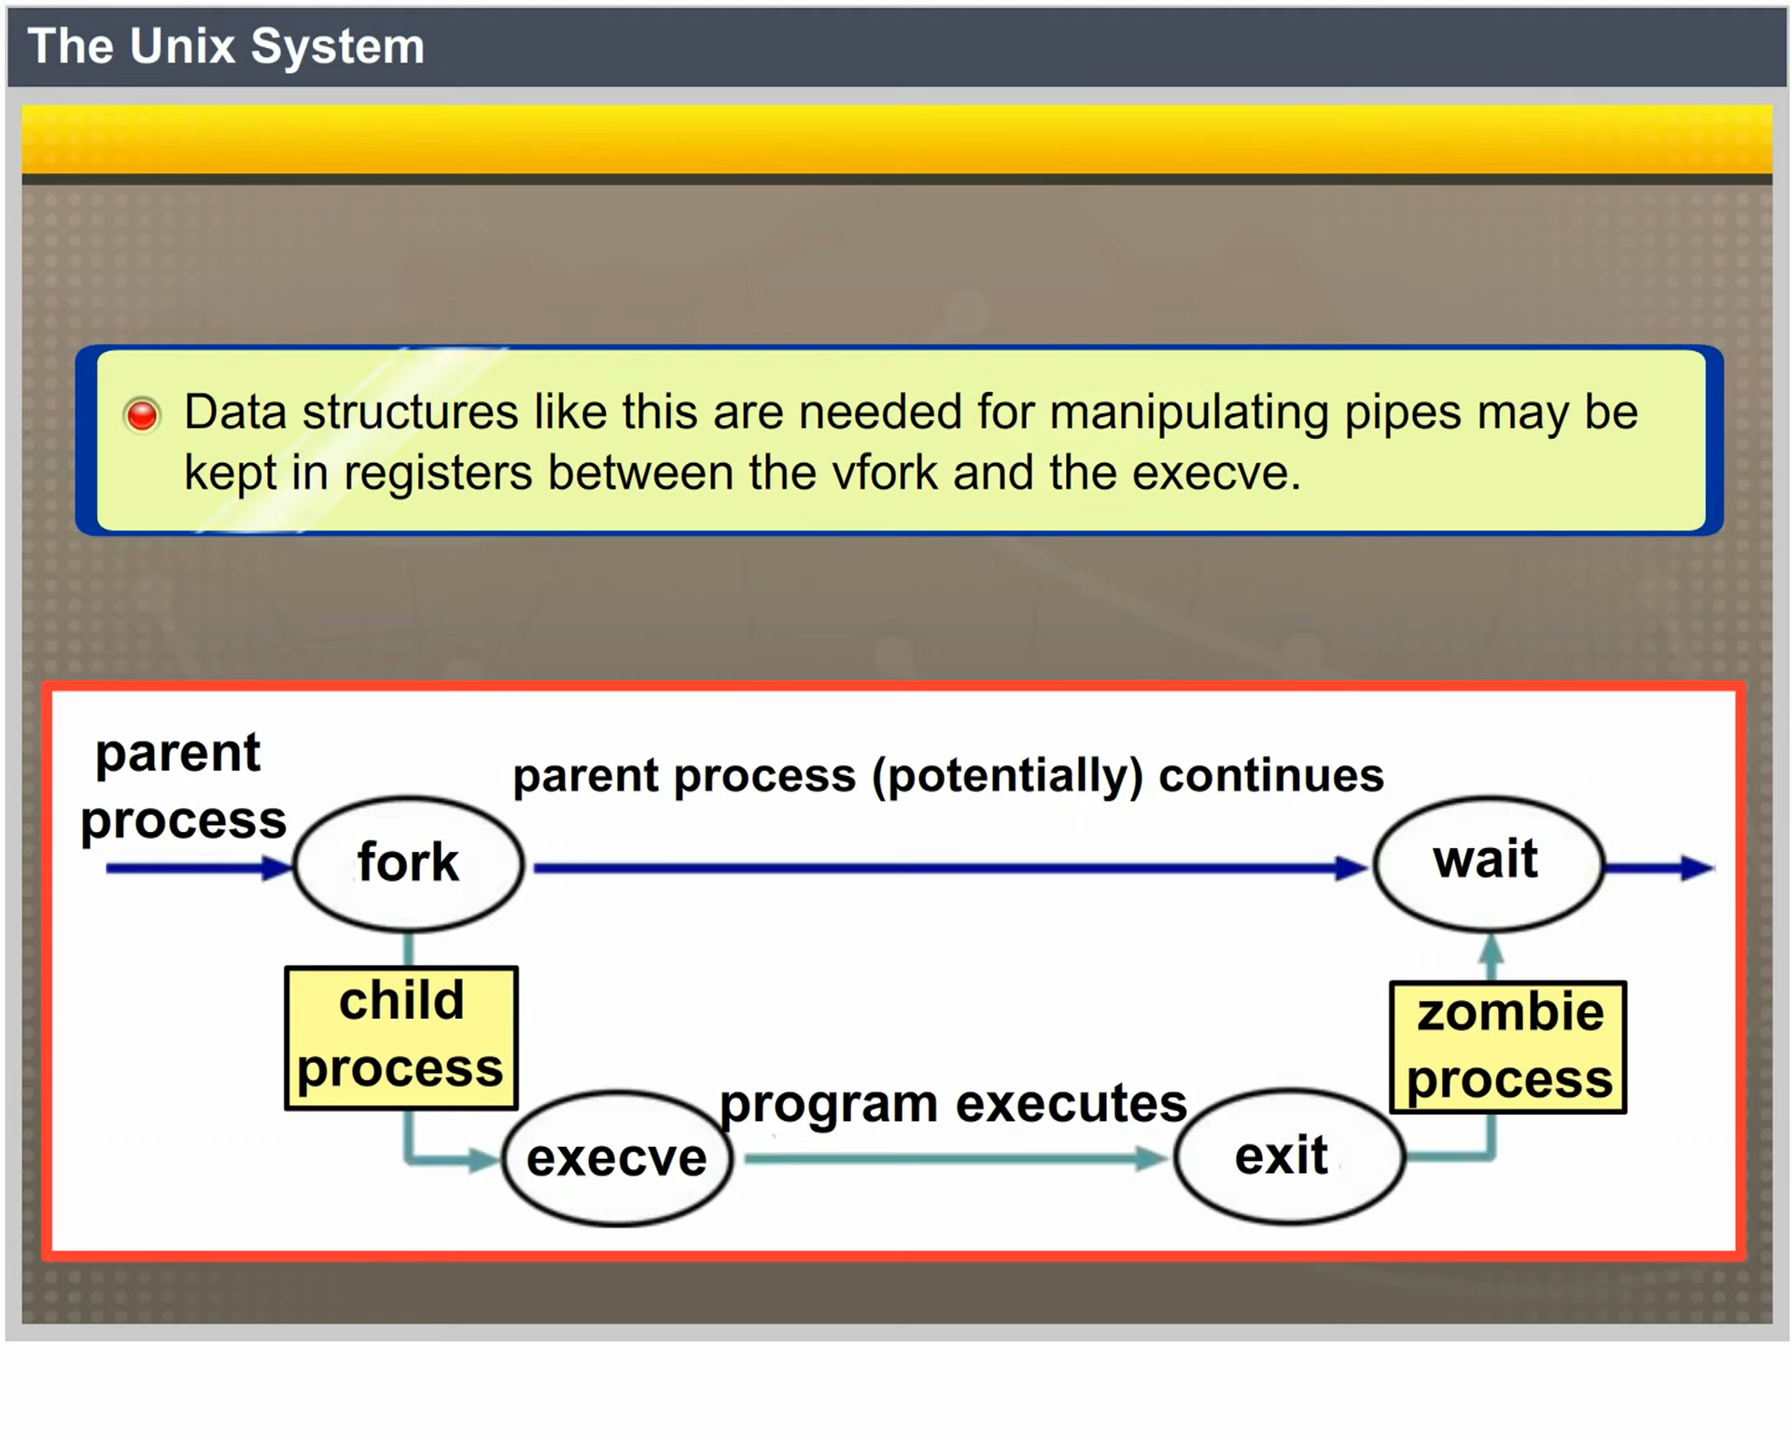 The Unix System
Data structures like this are needed for manipulating pipes may be
kept in registers between the vfork and the execve.
parent
process
parent process (potentially) continues
fork
wait
child
process
zombie
process
program executes
execve
exit